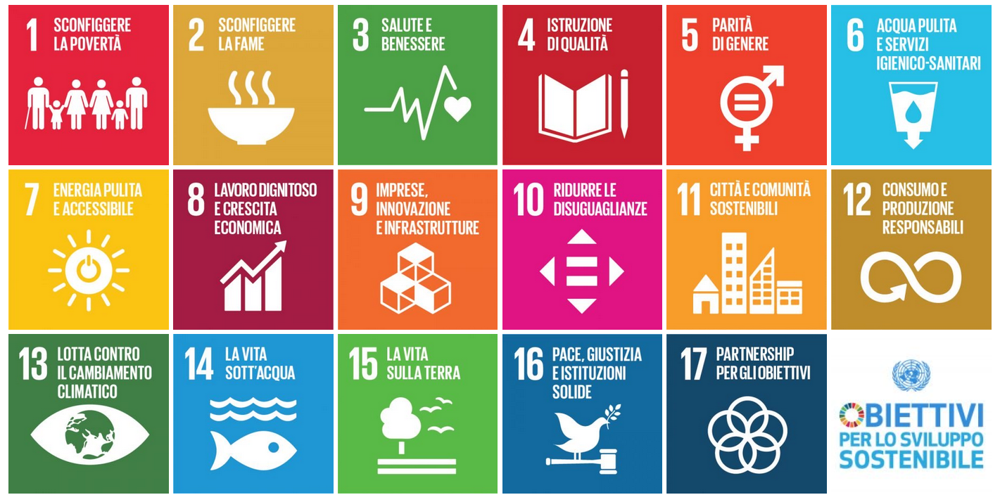 1 SCONFIGGERE
LA POVERTÀ
2 SCONFIGGERE
LA FAME
3 SALUTE E
BENESSERE
4 ISTRUZIONE
DI QUALITÀ
5 PARITÀ
DI GENERE
6 ACQUA PULITA
E SERVIZI
IGIENICO-SANITARI
7 ENERGIA PULITA
E ACCESSIBILE
8 LAVORO DIGNITOSO
E CRESCITA
ECONOMICA
9 IMPRESE,
INNOVAZIONE
E INFRASTRUTTURE
10 RIDURRE LE
DISUGUAGLIANZE
11 CITTÀ E COMUNITÀ
SOSTENIBILI
12 CONSUMO E
PRODUZIONE
RESPONSABILI
13 LOTTA CONTRO
IL CAMBIAMENTO
CLIMATICO
14 LA VITA
SOTT'ACQUA
15 LA VITA
SULLA TERRA
16 PACE, GIUSTIZIA
E ISTITUZIONI
SOLIDE
17 PARTNERSHIP
PER GLI OBIETTIVI
OBIETTIVI
PER LO SVILUPPO
SOSTENIBILE